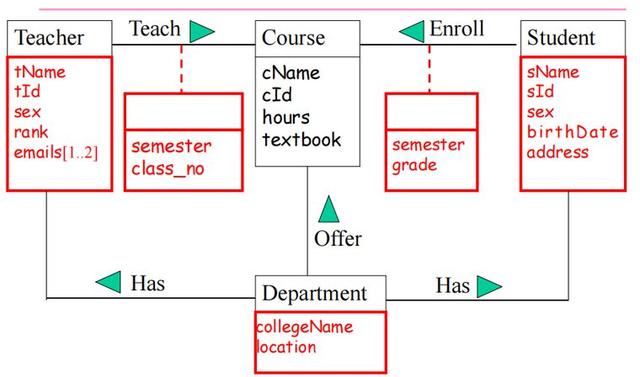 Teach
Enroll
Teacher
Course
Student
tName
tId
sex
rank
emails[1..2]
semester
class_no
cName
cId
hours
textbook
semester
grade
sName
sId
sex
birthDate
address
Offer
Has
Has
Department
collegeName
location